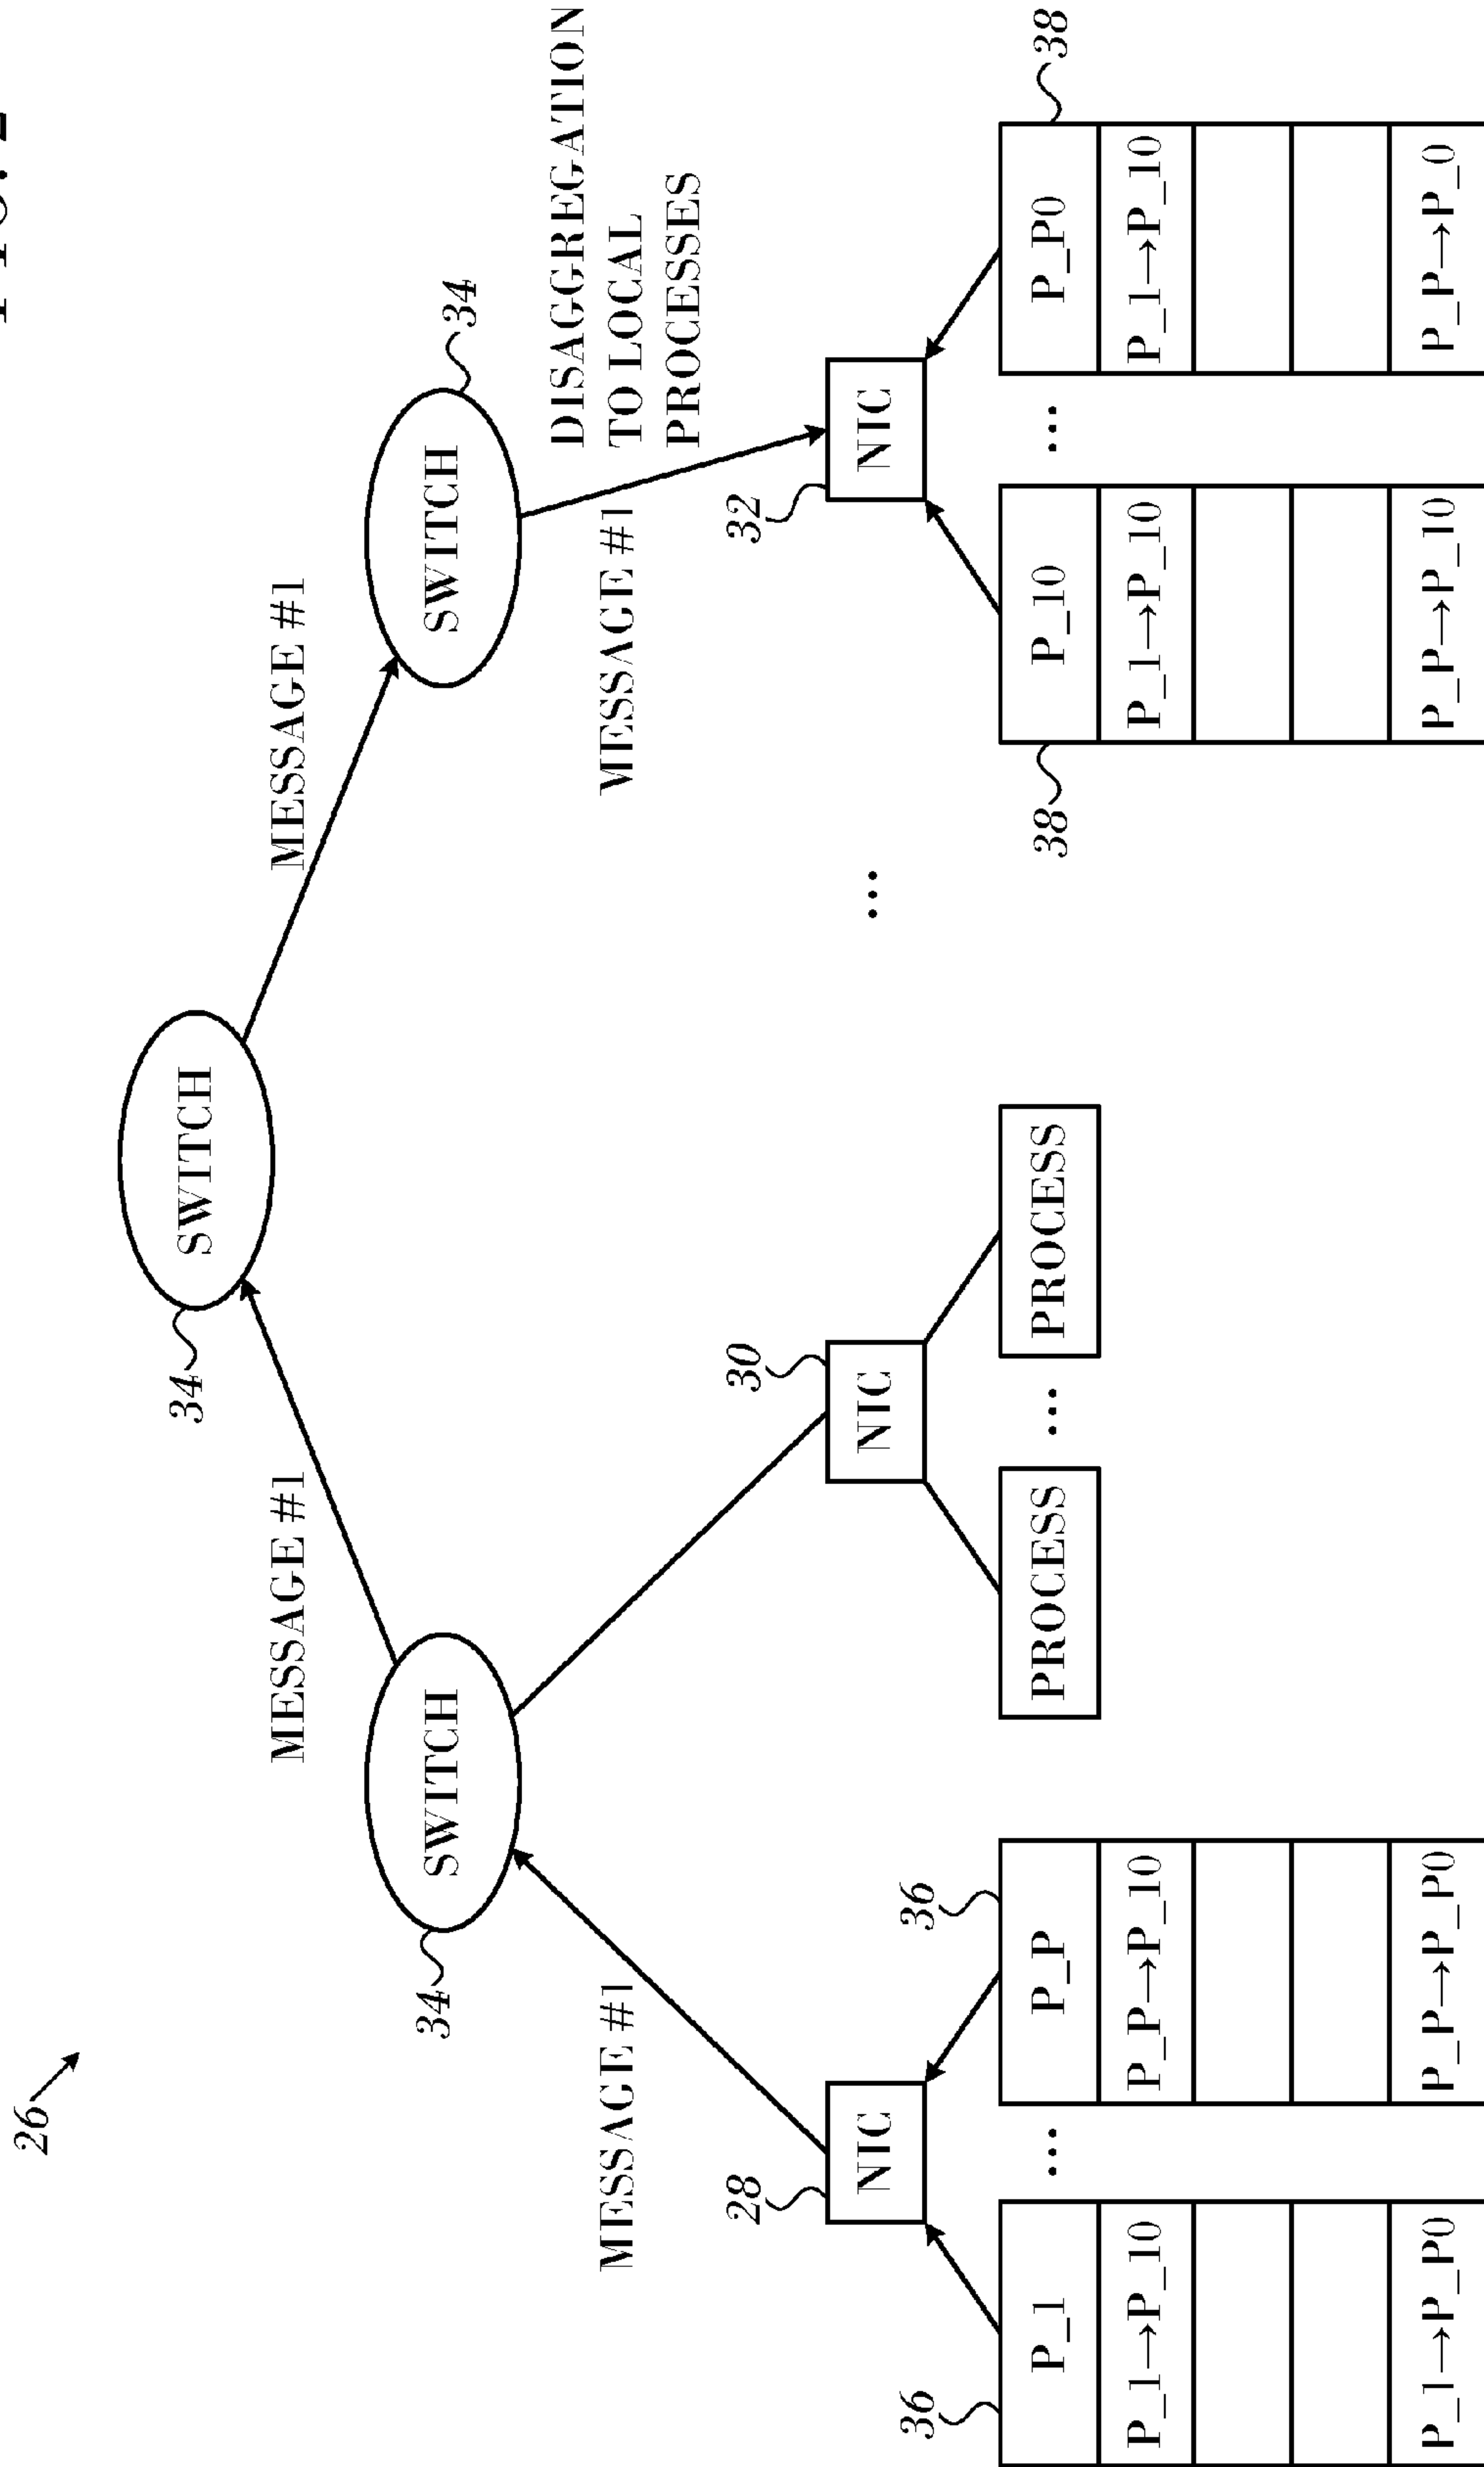 26
34
SWITCH
MESSAGE #1
MESSAGE #1
34
SWITCH
SWITCH
34
MESSAGE #1
MESSAGE #1
DISAGGREGATION
TO LOCAL
PROCESSES
28
NIC
30
NIC
...
32
NIC
36
P_1
P_1→P_10
P_1→P_P0
...
36
P_P
P_P→P_10
P_P→P_P0
PROCESS
...
PROCESS
38
P_10
P_1→P_10
P_P→P_10
...
38
P_P0
P_1→P_10
P_P→P_0